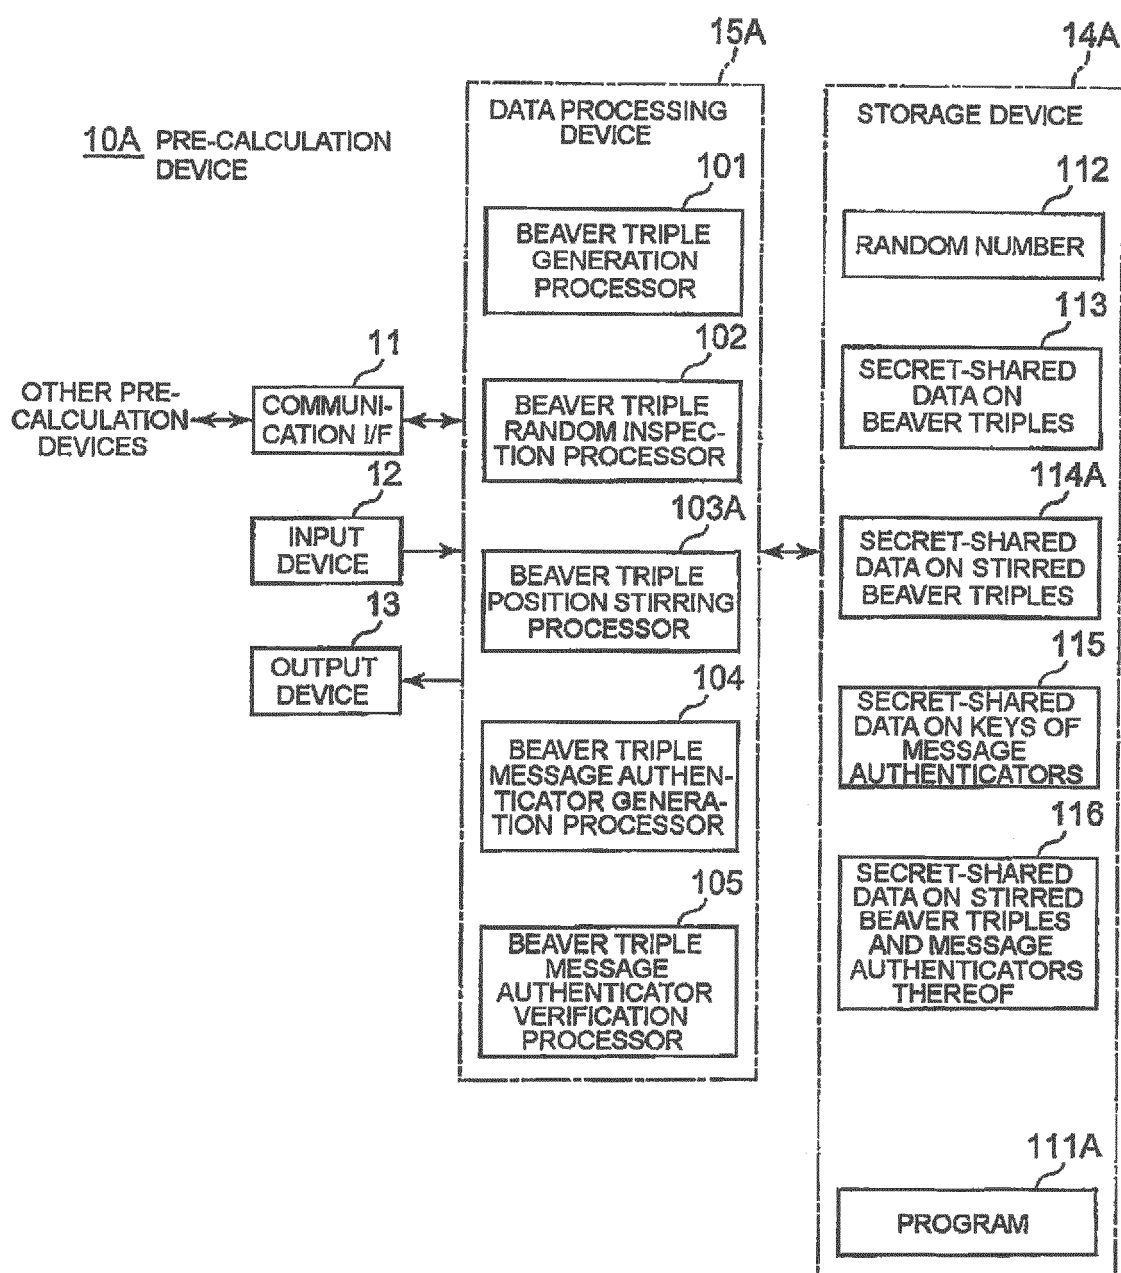 10A PRE-CALCULATION
DEVICE
OTHER PRE-
CALCULATION
DEVICES
11
COMMUNI-
CATION I/F
12
INPUT
DEVICE
13
OUTPUT
DEVICE
15A
DATA PROCESSING
DEVICE
101
BEAVER TRIPLE
GENERATION
PROCESSOR
102
BEAVER TRIPLE
RANDOM INSPEC-
TION PROCESSOR
103A
BEAVER TRIPLE
POSITION STIRRING
PROCESSOR
104
BEAVER TRIPLE
MESSAGE AUTHEN-
TICATOR GENERA-
TION PROCESSOR
105
BEAVER TRIPLE
MESSAGE
AUTHENTICATOR
VERIFICATION
PROCESSOR
14A
STORAGE DEVICE
112
RANDOM NUMBER
113
SECRET-SHARED
DATA ON
BEAVER TRIPLES
114A
SECRET-SHARED
DATA ON STIRRED
BEAVER TRIPLES
115
SECRET-SHARED
DATA ON KEYS OF
MESSAGE
AUTHENTICATORS
116
SECRET-SHARED
DATA ON STIRRED
BEAVER TRIPLES
AND MESSAGE
AUTHENTICATORS
THEREOF
111A
PROGRAM